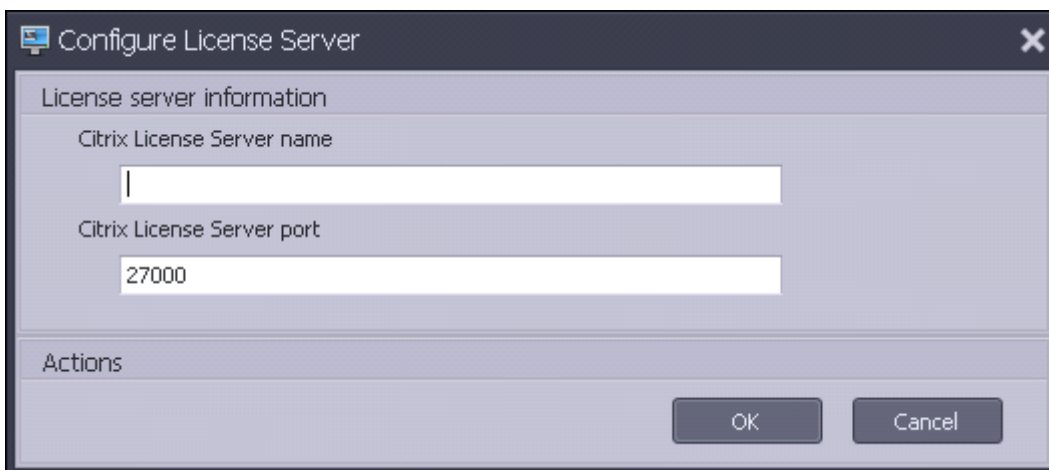 Configure License Server
License server information
Citrix License Server name
Citrix License Server port
27000
Actions
OK Cancel